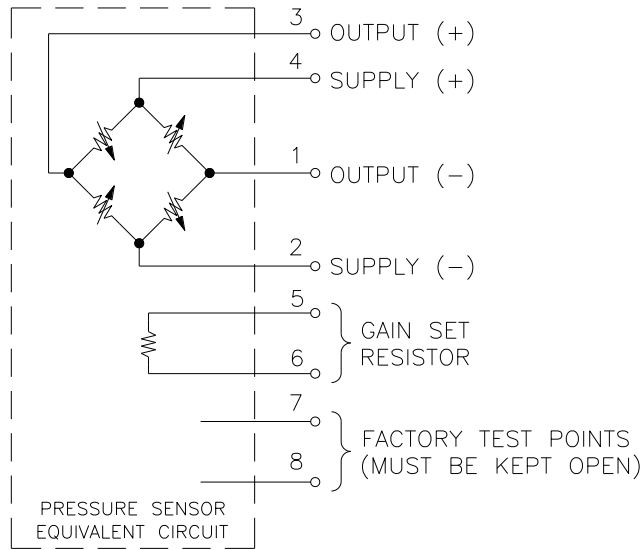 3 OUTPUT (+)
4 SUPPLY (+)
1 OUTPUT (-)
2 SUPPLY (-)
5
GAIN SET
RESISTOR
6
7
FACTORY TEST POINTS
(MUST BE KEPT OPEN)
8
PRESSURE SENSOR
EQUIVALENT CIRCUIT